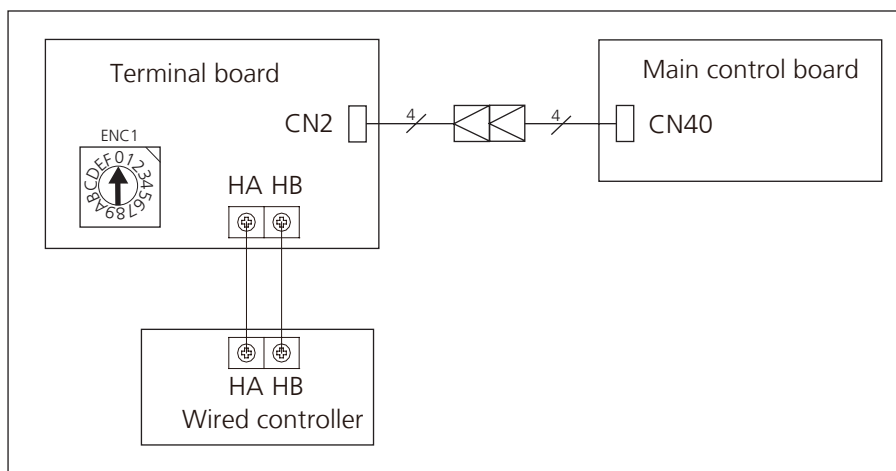 Terminal board
Main control board
CN2
4
4
CN40
ENC1
0123456789ABCDEF
HA HB
HA HB
Wired controller